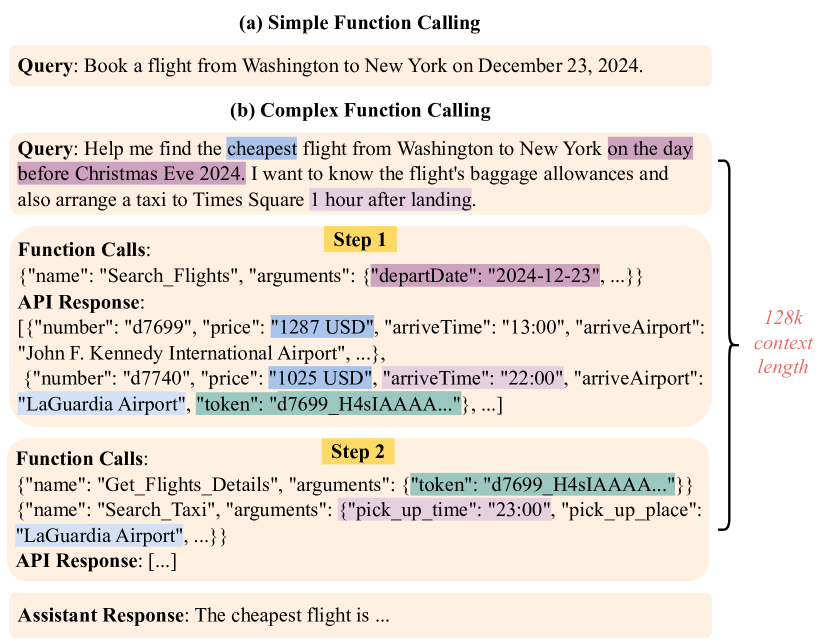 (a) Simple Function Calling
Query: Book a flight from Washington to New York on December 23, 2024.
(b) Complex Function Calling
Query: Help me find the cheapest flight from Washington to New York on the day
before Christmas Eve 2024. I want to know the flight's baggage allowances and
also arrange a taxi to Times Square 1 hour after landing.
Step 1
Function Calls:
{"name": "Search_Flights", "arguments": {"departDate": "2024-12-23", ...}}
API Response:
[{"number": "d7699", "price": "1287 USD", "arriveTime": "13:00", "arriveAirport":
"John F. Kennedy International Airport", ...},
{"number": "d7740", "price": "1025 USD", "arriveTime": "22:00", "arriveAirport":
"LaGuardia Airport", "token": "d7699_H4sIAAAA..."}, ...]
Step 2
Function Calls:
{"name": "Get_Flights_Details", "arguments": {"token": "d7699_H4sIAAAA..."}}
{"name": "Search_Taxi", "arguments": {"pick_up_time": "23:00", "pick_up_place":
"LaGuardia Airport", ...}}
API Response: [...]
Assistant Response: The cheapest flight is ...
128k
context
length